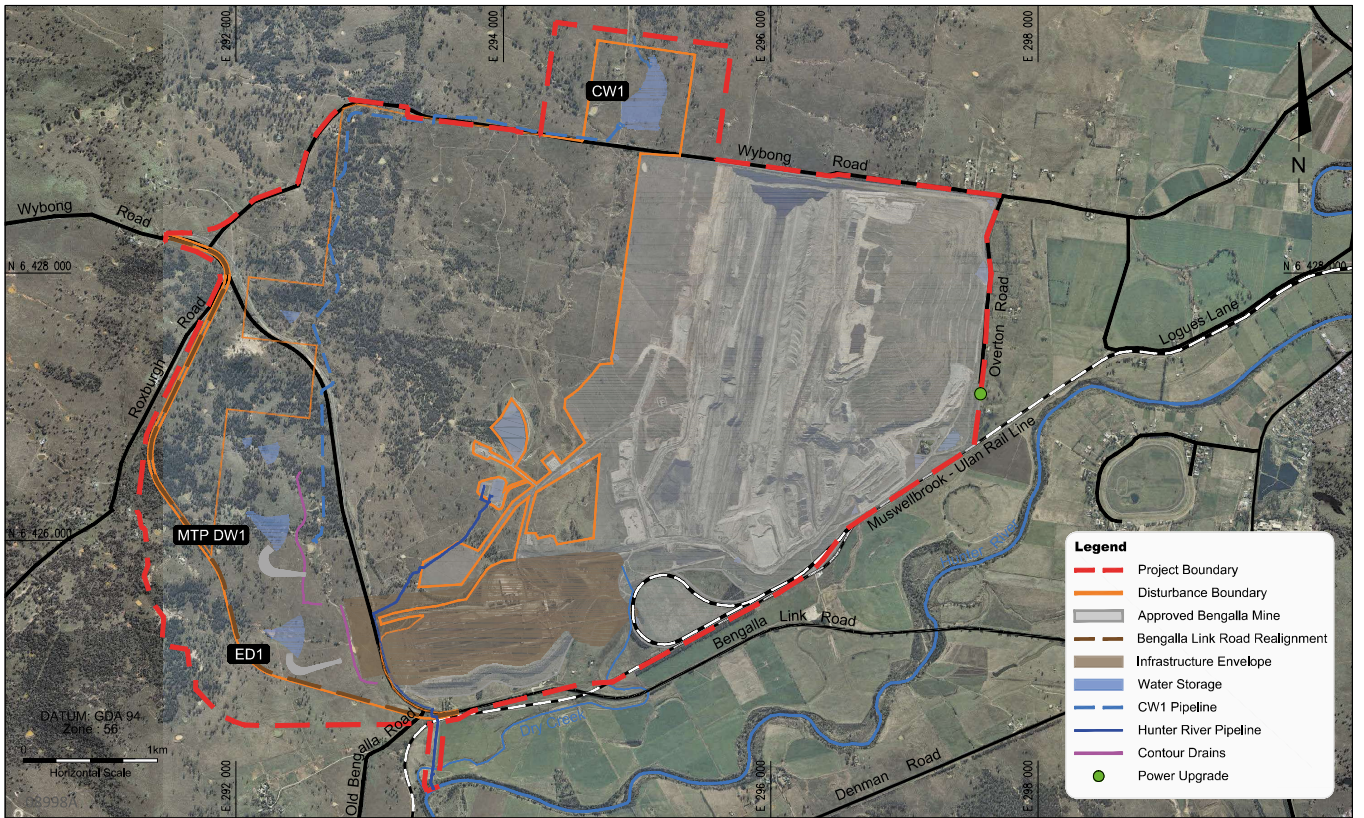 E 292 000
E 294 000
E 296 000
E 298 000
CW1
N
Wybong Road
Wybong Road
N 6 428 000
N 6 428 000
Roxburgh Road
Overton Road
Logues Lane
Muswellbrook - Ulan Rail Line
N 6 426 000
MTP DW1
ED1
Bengalla Link Road
Old Bengalla Road
Denman Road
DATUM: GDA 94
Zone : 56
0 1km
Horizontal Scale
E 292 000
E 296 000
Legend
Project Boundary
Disturbance Boundary
Approved Bengalla Mine
Bengalla Link Road Realignment
Infrastructure Envelope
Water Storage
CW1 Pipeline
Hunter River Pipeline
Contour Drains
Power Upgrade